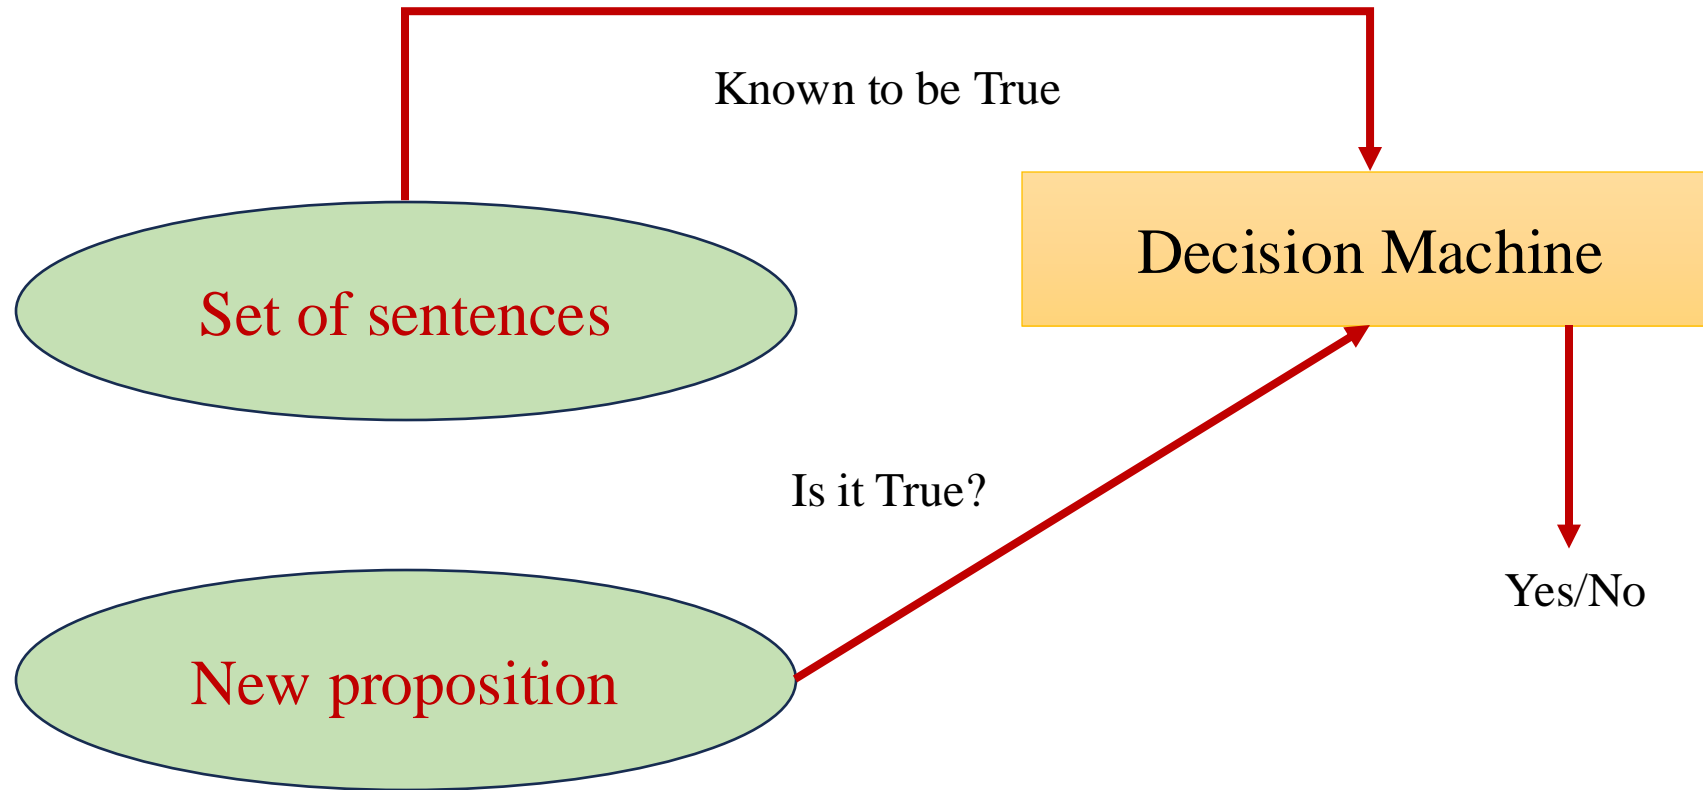 Known to be True
Decision Machine
Set of sentences
Is it True?
Yes/No
New proposition